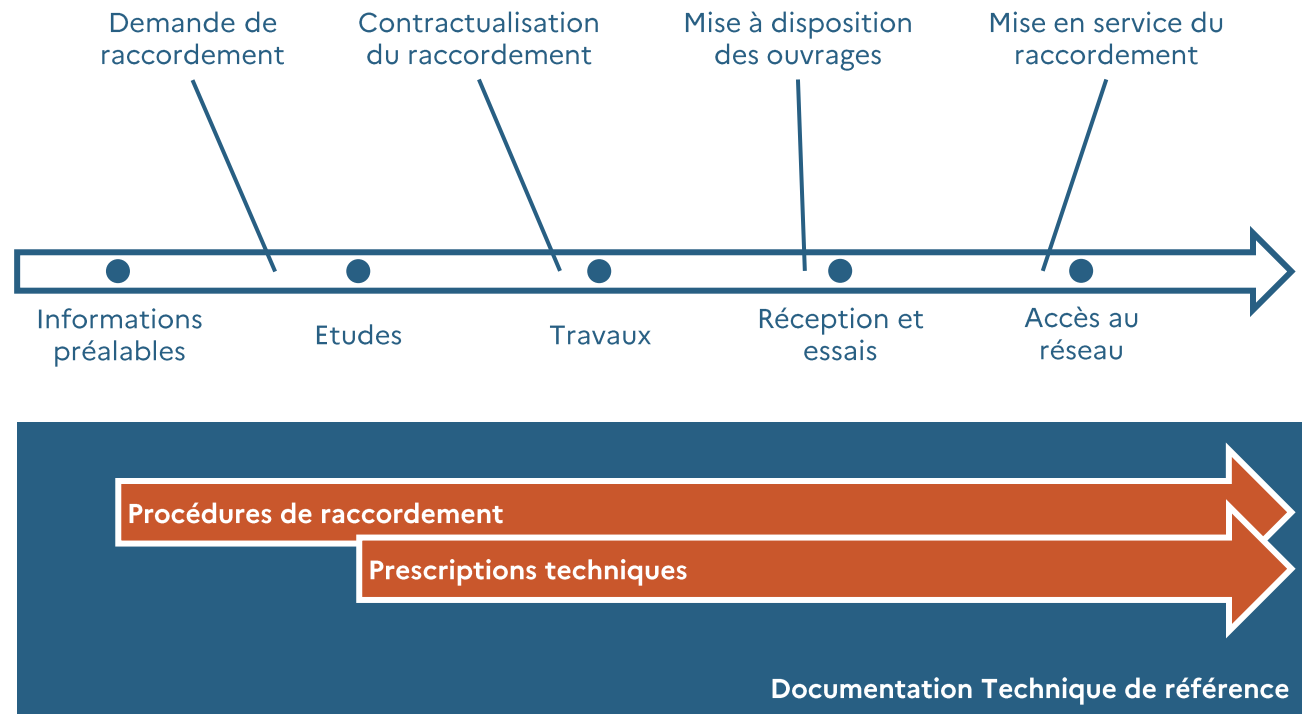 Demande de
raccordement
Contractualisation
du raccordement
Mise à disposition
des ouvrages
Mise en service du
raccordement
Informations
préalables
Etudes
Travaux
Réception et
essais
Accès au
réseau
Procédures de raccordement
Prescriptions techniques
Documentation Technique de référence